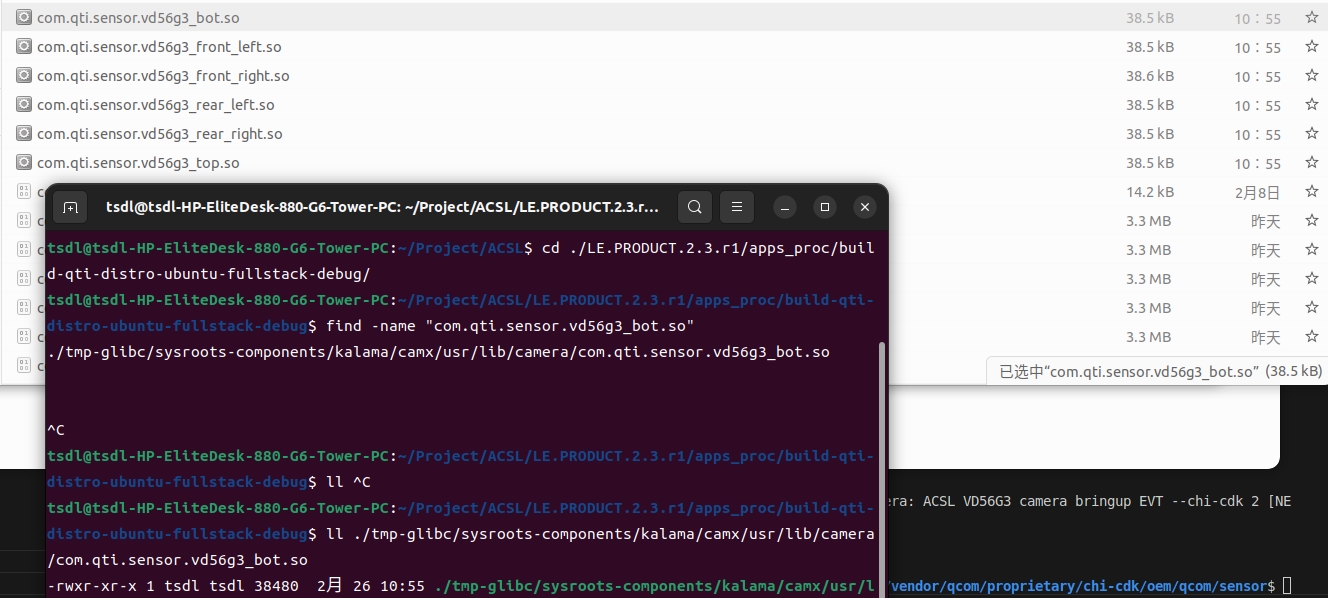 com.qti.sensor.vd56g3_bot.so 38.5 kB 10：55
com.qti.sensor.vd56g3_front_left.so 38.5 kB 10：55
com.qti.sensor.vd56g3_front_right.so 38.6 kB 10：55
com.qti.sensor.vd56g3_rear_left.so 38.5 kB 10：55
com.qti.sensor.vd56g3_rear_right.so 38.5 kB 10：55
com.qti.sensor.vd56g3_top.so 38.5 kB 10：55
14.2 kB 2月8日
3.3 MB 昨天
3.3 MB 昨天
3.3 MB 昨天
3.3 MB 昨天
3.3 MB 昨天
已选中“com.qti.sensor.vd56g3_bot.so” (38.5 kB)
tsdl@tsdl-HP-EliteDesk-880-G6-Tower-PC: ~/Project/ACSL/LE.PRODUCT.2.3.r...
tsdl@tsdl-HP-EliteDesk-880-G6-Tower-PC:~/Project/ACSL$ cd ./LE.PRODUCT.2.3.r1/apps_proc/buil
d-qti-distro-ubuntu-fullstack-debug/
tsdl@tsdl-HP-EliteDesk-880-G6-Tower-PC:~/Project/ACSL/LE.PRODUCT.2.3.r1/apps_proc/build-qti-
distro-ubuntu-fullstack-debug$ find -name "com.qti.sensor.vd56g3_bot.so"
./tmp-glibc/sysroots-components/kalama/camx/usr/lib/camera/com.qti.sensor.vd56g3_bot.so
^C
tsdl@tsdl-HP-EliteDesk-880-G6-Tower-PC:~/Project/ACSL/LE.PRODUCT.2.3.r1/apps_proc/build-qti-
distro-ubuntu-fullstack-debug$ ll ^C
tsdl@tsdl-HP-EliteDesk-880-G6-Tower-PC:~/Project/ACSL/LE.PRODUCT.2.3.r1/apps_proc/build-qti-
distro-ubuntu-fullstack-debug$ ll ./tmp-glibc/sysroots-components/kalama/camx/usr/lib/camera
/com.qti.sensor.vd56g3_bot.so
-rwxr-xr-x 1 tsdl tsdl 38480 2月 26 10:55 ./tmp-glibc/sysroots-components/kalama/camx/usr/l
era: ACSL VD56G3 camera bringup EVT --chi-cdk 2 [NE
/vendor/qcom/proprietary/chi-cdk/oem/qcom/sensor$